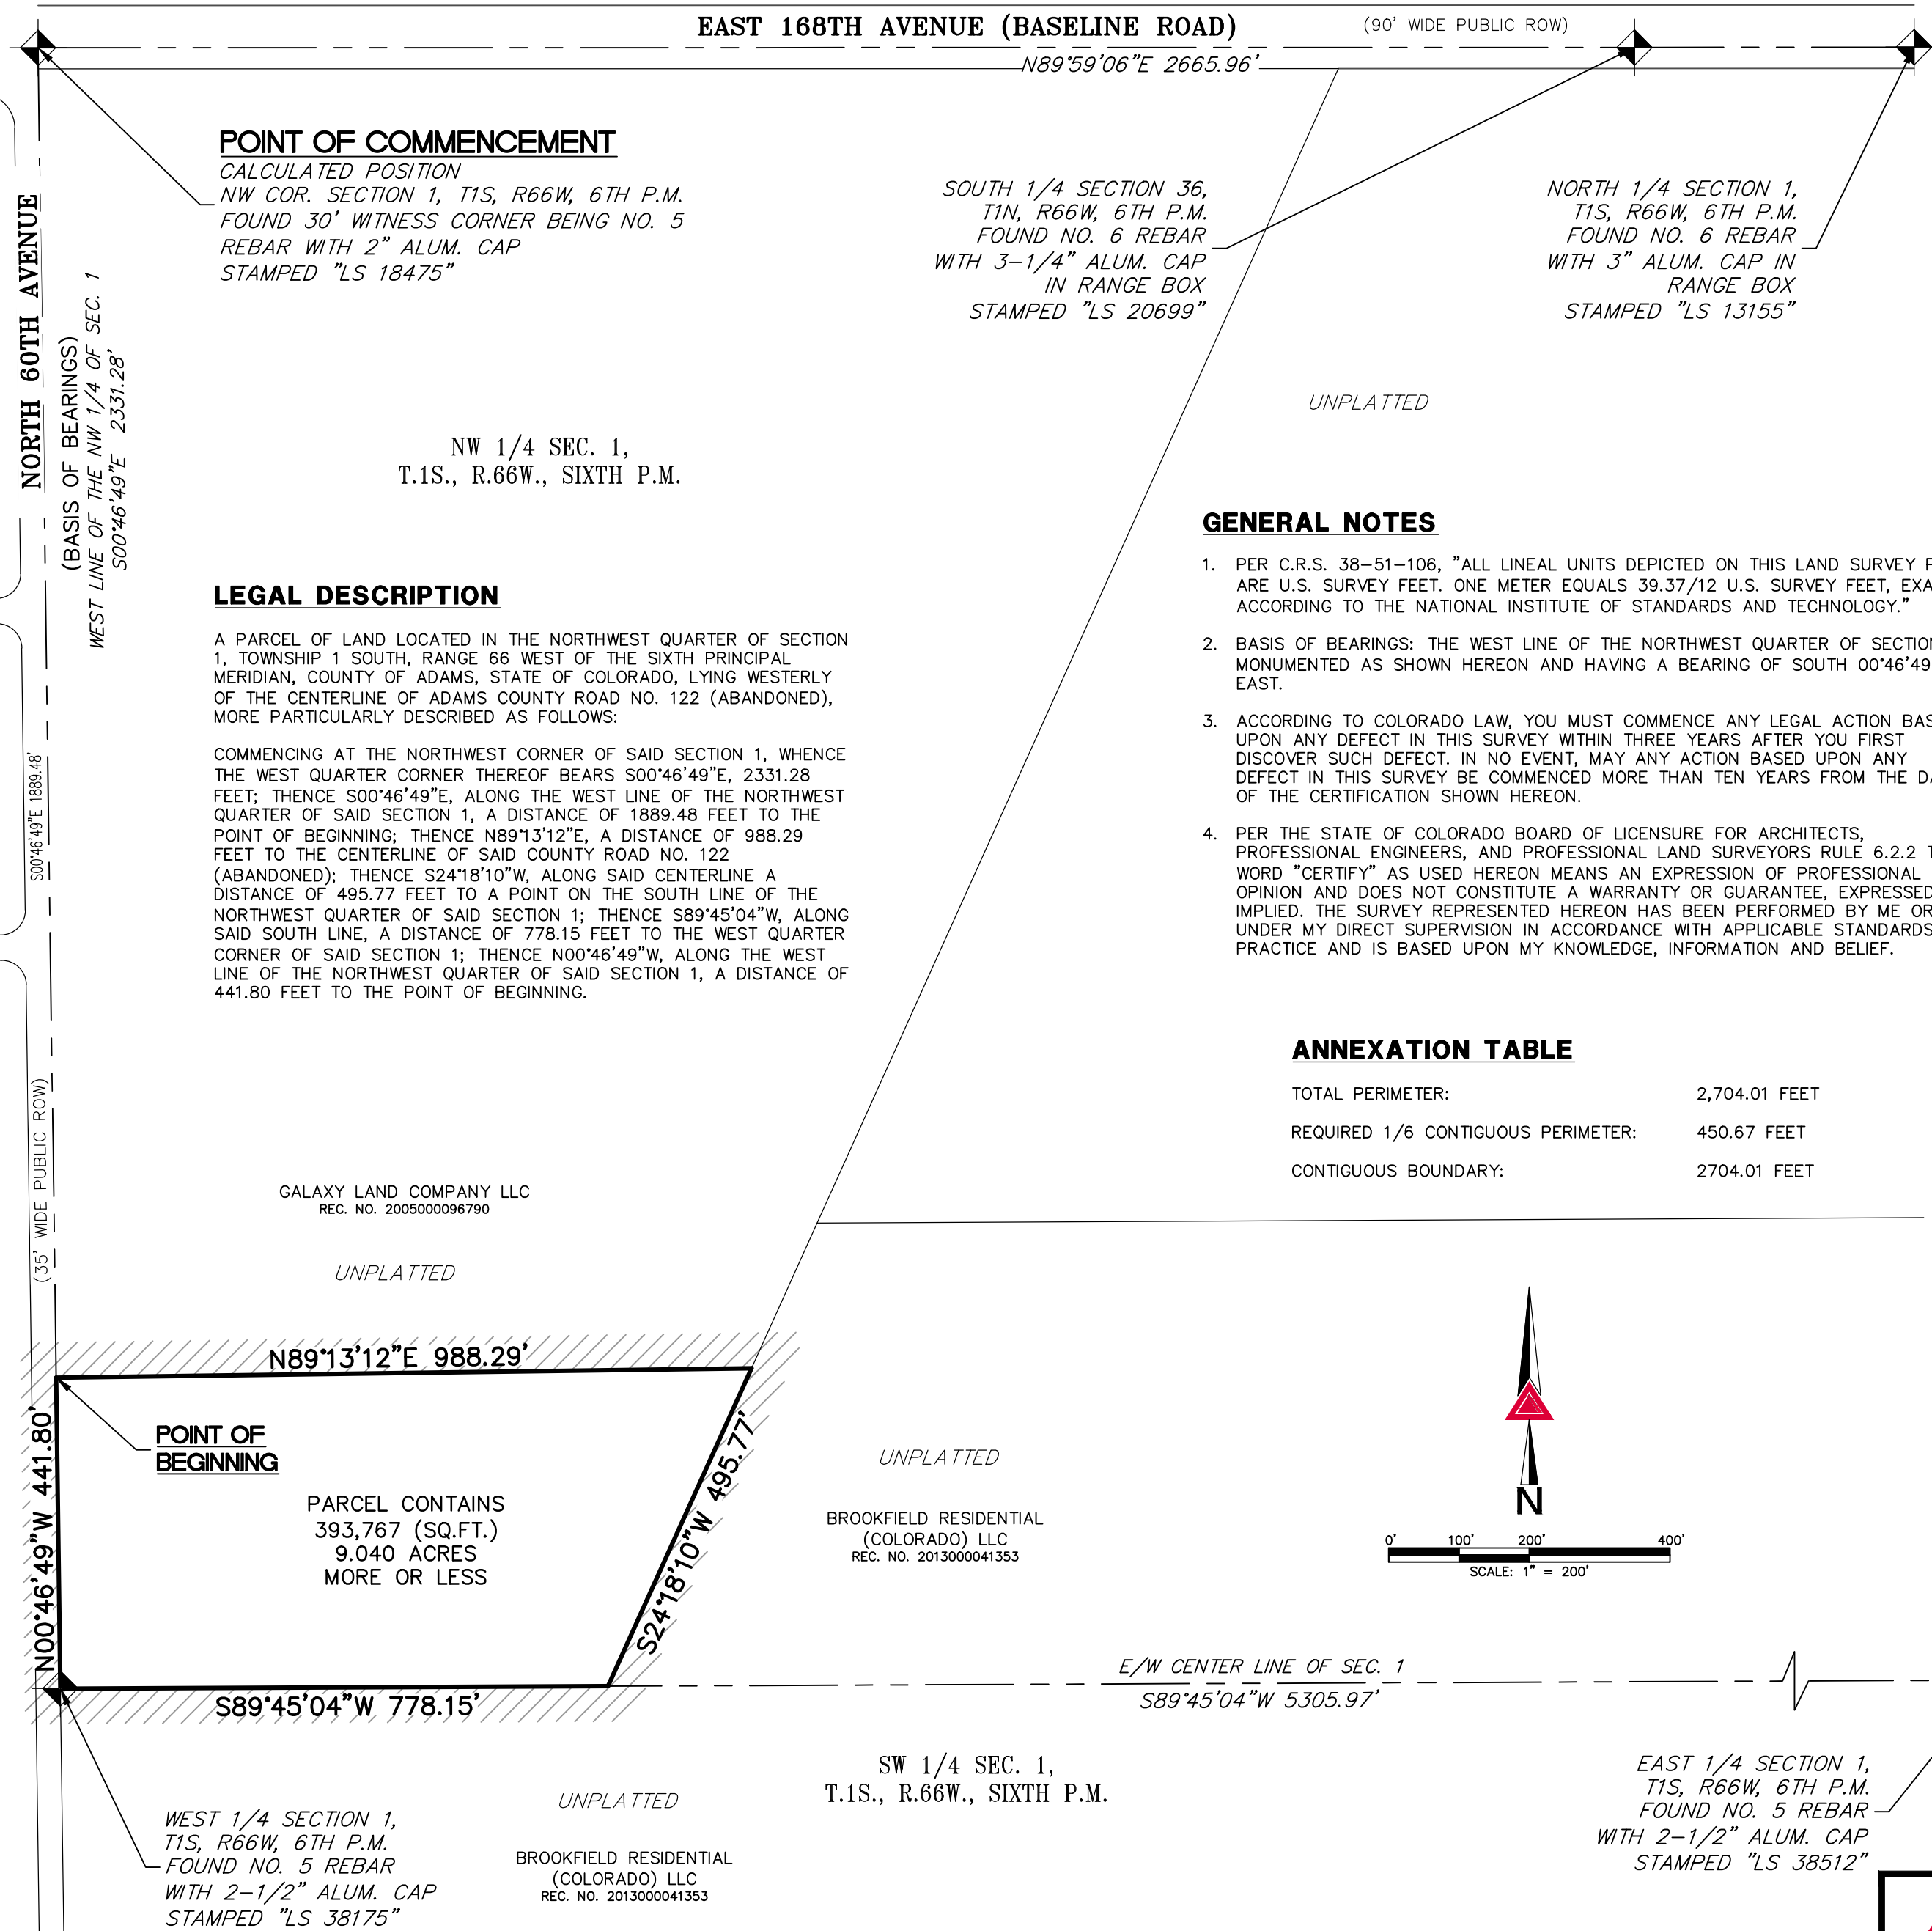 EAST 168TH AVENUE (BASELINE ROAD)
(90' WIDE PUBLIC ROW)
N89°59'06"E 2665.96'
POINT OF COMMENCEMENT
CALCULATED POSITION
NW COR. SECTION 1, T1S, R66W, 6TH P.M.
FOUND 30' WITNESS CORNER BEING NO. 5
REBAR WITH 2" ALUM. CAP
STAMPED "LS 18475"
SOUTH 1/4 SECTION 36,
T1N, R66W, 6TH P.M.
FOUND NO. 6 REBAR
WITH 3-1/4" ALUM. CAP
IN RANGE BOX
STAMPED "LS 20699"
NORTH 1/4 SECTION 1,
T1S, R66W, 6TH P.M.
FOUND NO. 6 REBAR
WITH 3" ALUM. CAP IN
RANGE BOX
STAMPED "LS 13155"
NORTH 60TH AVENUE
(BASIS OF BEARINGS)
WEST LINE OF THE NW 1/4 OF SEC. 1
S00°46'49"E 2331.28'
UNPLATTED
NW 1/4 SEC. 1,
T.1S., R.66W., SIXTH P.M.
LEGAL DESCRIPTION
A PARCEL OF LAND LOCATED IN THE NORTHWEST QUARTER OF SECTION
1, TOWNSHIP 1 SOUTH, RANGE 66 WEST OF THE SIXTH PRINCIPAL
MERIDIAN, COUNTY OF ADAMS, STATE OF COLORADO, LYING WESTERLY
OF THE CENTERLINE OF ADAMS COUNTY ROAD NO. 122 (ABANDONED),
MORE PARTICULARLY DESCRIBED AS FOLLOWS:
COMMENCING AT THE NORTHWEST CORNER OF SAID SECTION 1, WHENCE
THE WEST QUARTER CORNER THEREOF BEARS S00°46'49"E, 2331.28
FEET; THENCE S00°46'49"E, ALONG THE WEST LINE OF THE NORTHWEST
QUARTER OF SAID SECTION 1, A DISTANCE OF 1889.48 FEET TO THE
POINT OF BEGINNING; THENCE N89°13'12"E, A DISTANCE OF 988.29
FEET TO THE CENTERLINE OF SAID COUNTY ROAD NO. 122
(ABANDONED); THENCE S24°18'10"W, ALONG SAID CENTERLINE A
DISTANCE OF 495.77 FEET TO A POINT ON THE SOUTH LINE OF THE
NORTHWEST QUARTER OF SAID SECTION 1; THENCE S89°45'04"W, ALONG
SAID SOUTH LINE, A DISTANCE OF 778.15 FEET TO THE WEST QUARTER
CORNER OF SAID SECTION 1; THENCE N00°46'49"W, ALONG THE WEST
LINE OF THE NORTHWEST QUARTER OF SAID SECTION 1, A DISTANCE OF
441.80 FEET TO THE POINT OF BEGINNING.
GENERAL NOTES
1. PER C.R.S. 38-51-106, "ALL LINEAL UNITS DEPICTED ON THIS LAND SURVEY
ARE U.S. SURVEY FEET. ONE METER EQUALS 39.37/12 U.S. SURVEY FEET,
ACCORDING TO THE NATIONAL INSTITUTE OF STANDARDS AND TECHNOLOGY."
2. BASIS OF BEARINGS: THE WEST LINE OF THE NORTHWEST QUARTER OF SECTION
MONUMENTED AS SHOWN HEREON AND HAVING A BEARING OF SOUTH 00°46'49
EAST.
3. ACCORDING TO COLORADO LAW, YOU MUST COMMENCE ANY LEGAL ACTION
UPON ANY DEFECT IN THIS SURVEY WITHIN THREE YEARS AFTER YOU FIRST
DISCOVER SUCH DEFECT. IN NO EVENT, MAY ANY ACTION BASED UPON ANY
DEFECT IN THIS SURVEY BE COMMENCED MORE THAN TEN YEARS FROM THE
OF THE CERTIFICATION SHOWN HEREON.
4. PER THE STATE OF COLORADO BOARD OF LICENSURE FOR ARCHITECTS,
PROFESSIONAL ENGINEERS, AND PROFESSIONAL LAND SURVEYORS RULE 6.2.2
WORD "CERTIFY" AS USED HEREON MEANS AN EXPRESSION OF PROFESSIONAL
OPINION AND DOES NOT CONSTITUTE A WARRANTY OR GUARANTEE, EXPRESSED
IMPLIED. THE SURVEY REPRESENTED HEREON HAS BEEN PERFORMED BY ME OR
UNDER MY DIRECT SUPERVISION IN ACCORDANCE WITH APPLICABLE STANDARDS
PRACTICE AND IS BASED UPON MY KNOWLEDGE, INFORMATION AND BELIEF.
S00°46'49"E 1889.48'
(35' WIDE PUBLIC ROW)
ANNEXATION TABLE
TOTAL PERIMETER: 2,704.01 FEET
REQUIRED 1/6 CONTIGUOUS PERIMETER: 450.67 FEET
CONTIGUOUS BOUNDARY: 2704.01 FEET
GALAXY LAND COMPANY LLC
REC. NO. 2005000096790
UNPLATTED
N89°13'12"E 988.29'
POINT OF
BEGINNING
N00°46'49"W 441.80'
PARCEL CONTAINS
393,767 (SQ.FT.)
9.040 ACRES
MORE OR LESS
S24°18'10"W 495.77'
S89°45'04"W 778.15'
UNPLATTED
BROOKFIELD RESIDENTIAL
(COLORADO) LLC
REC. NO. 2013000041353
N
0' 100' 200' 400'
SCALE: 1" = 200'
E/W CENTER LINE OF SEC. 1
S89°45'04"W 5305.97'
SW 1/4 SEC. 1,
T.1S., R.66W., SIXTH P.M.
WEST 1/4 SECTION 1,
T1S, R66W, 6TH P.M.
FOUND NO. 5 REBAR
WITH 2-1/2" ALUM. CAP
STAMPED "LS 38175"
UNPLATTED
BROOKFIELD RESIDENTIAL
(COLORADO) LLC
REC. NO. 2013000041353
EAST 1/4 SECTION 1,
T1S, R66W, 6TH P.M.
FOUND NO. 5 REBAR
WITH 2-1/2" ALUM. CAP
STAMPED "LS 38512"